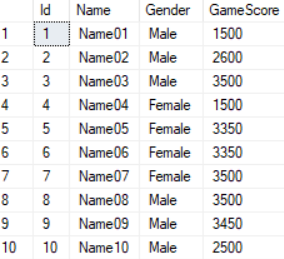 Id Name Gender GameScore
1 1 Name01 Male 1500
2 2 Name02 Male 2600
3 3 Name03 Male 3500
4 4 Name04 Female 1500
5 5 Name05 Female 3350
6 6 Name06 Female 3350
7 7 Name07 Female 3500
8 8 Name08 Male 3500
9 9 Name09 Male 3450
10 10 Name10 Male 2500